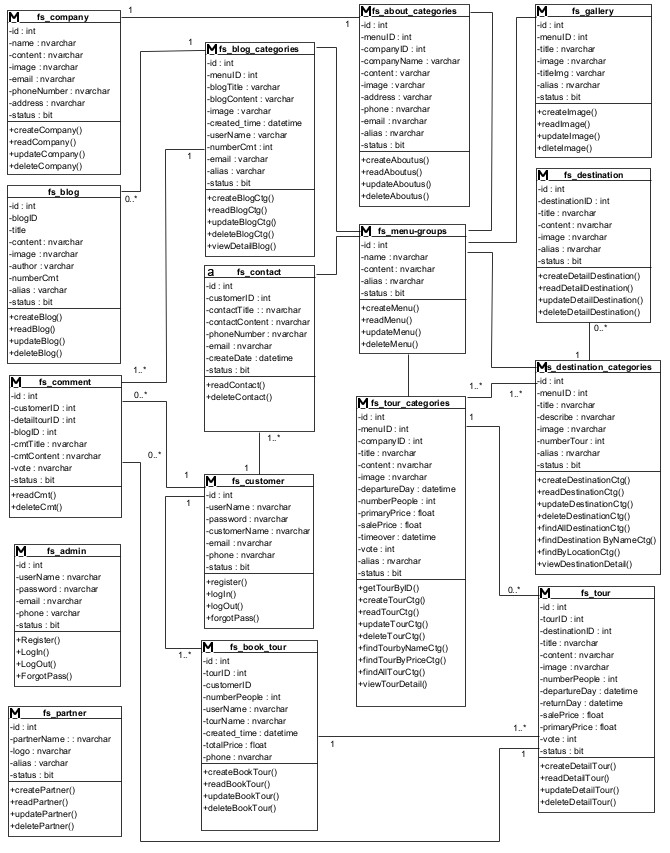 M fs_company
-id : int
-name : nvarchar
-content : nvarchar
-image : nvarchar
-email : nvarchar
-phoneNumber : nvarchar
-address : nvarchar
-status : bit
+createCompany()
+readCompany()
+updateCompany()
+deleteCompany()
M fs_blog
-id : int
-blogID
-title
-content : nvarchar
-image : nvarchar
-author : varchar
-numberCmt
-alias : varchar
-status : bit
+createBlog()
+readBlog()
+updateBlog()
+deleteBlog()
M fs_comment
-id : int
-customerID : int
-detailtourID : int
-blogID : int
-cmtTitle : nvarchar
-cmtContent : nvarchar
-vote : nvarchar
-status : bit
+readCmt()
+deleteCmt()
M fs_admin
-id : int
-userName : nvarchar
-password : nvarchar
-email : nvarchar
-phone : varchar
-status : bit
+Register()
+LogIn()
+LogOut()
+ForgotPass()
M fs_partner
-id : int
-partnerName : : nvarchar
-logo : nvarchar
-alias : varchar
-status : bit
+createPartner()
+readPartner()
+updatePartner()
+deletePartner()
1
1
1
0..*
1
1..*
0..*
0..*
1
1
1..*
M fs_blog_categories
-id : int
-menuID : int
-blogTitle : varchar
-blogContent : varchar
-image : varchar
-created_time : datetime
-userName : varchar
-numberCmt : int
-email : varchar
-alias : varchar
-status : bit
+createBlogCtg()
+readBlogCtg()
+updateBlogCtg()
+deleteBlogCtg()
+viewDetailBlog()
a fs_contact
-id : int
-customerID : int
-contactTitle : : nvarchar
-contactContent : nvarchar
-phoneNumber : nvarchar
-email : nvarchar
-createDate : datetime
-status : bit
+readContact()
+deleteContact()
1..*
1
M fs_customer
-id : int
-userName : nvarchar
-password : nvarchar
-customerName : nvarchar
-email : nvarchar
-phone : nvarchar
-status : bit
+register()
+logIn()
+logOut()
+forgotPass()
M fs_book_tour
-id : int
-tourID : int
-customerID
-numberPeople : int
-userName : nvarchar
-tourName : nvarchar
-created_time : datetime
-totalPrice : float
-phone : nvarchar
+createBookTour()
+readBookTour()
+updateBookTour()
+deleteBookTour()
1
M fs_about_categories
-id : int
-menuID : int
-companyID : int
-companyName : varchar
-content : varchar
-image : varchar
-address : varchar
-phone : nvarchar
-email : nvarchar
-alias : nvarchar
-status : bit
+createAboutus()
+readAboutus()
+updateAboutus()
+deleteAboutus()
M fs_menu-groups
-id : int
-name : nvarchar
-content : nvarchar
-alias : nvarchar
-status : bit
+createMenu()
+readMenu()
+updateMenu()
+deleteMenu()
M fs_tour_categories
-id : int
-menuID : int
-companyID : int
-title : nvarchar
-content : nvarchar
-image : nvarchar
-departureDay : datetime
-numberPeople : int
-primaryPrice : float
-salePrice : float
-timeover : datetime
-vote : int
-alias : nvarchar
-status : bit
+getTourByID()
+createTourCtg()
+readTourCtg()
+updateTourCtg()
+deleteTourCtg()
+findTourbyNameCtg()
+findTourByPriceCtg()
+findAllTourCtg()
+viewTourDetail()
1..*
1..*
1
0..*
1..*
1
M fs_gallery
-id : int
-menuID : int
-title : nvarchar
-image : nvarchar
-titleImg : nvarchar
-alias : nvarchar
-status : bit
+createImage()
+readImage()
+updateImage()
+dleteImage()
M fs_destination
-id : int
-destinationID : int
-title : nvarchar
-content : nvarchar
-image : nvarchar
-alias : nvarchar
-status : bit
+createDetailDestination()
+readDetailDestination()
+updateDetailDestination()
+deleteDetailDestination()
0..*
1
M s_destination_categories
-id : int
-menuID : int
-title : nvarchar
-describe : nvarchar
-image : nvarchar
-numberTour : int
-alias : nvarchar
-status : bit
+createDestinationCtg()
+readDestinationCtg()
+updateDestinationCtg()
+deleteDestinationCtg()
+findAllDestinationCtg()
+findDestination ByNameCtg()
+findByLocationCtg()
+viewDestinationDetail()
M fs_tour
-id : int
-tourID : int
-destinationID : int
-title : nvarchar
-content : nvarchar
-image : nvarchar
-numberPeople : int
-departureDay : datetime
-returnDay : datetime
-salePrice : float
-primaryPrice : float
-vote : int
-status : bit
+createDetailTour()
+readDetailTour()
+updateDetailTour()
+deleteDetailTour()